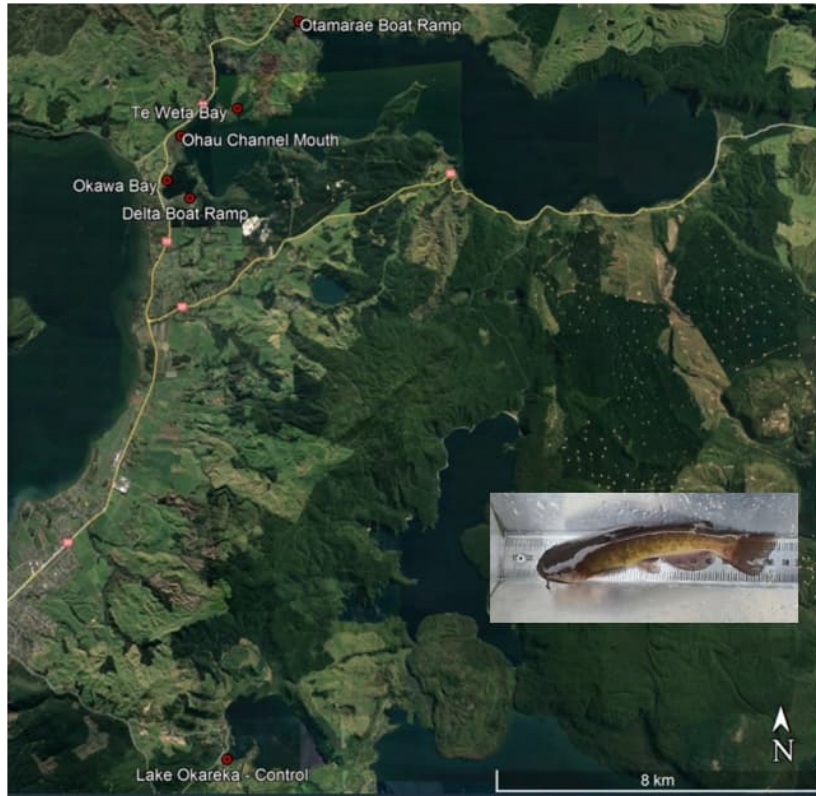 Otamarae Boat Ramp
Te Weta Bay
Ohau Channel Mouth
Okawa Bay
Delta Boat Ramp
Lake Okareka - Control
N
8 km